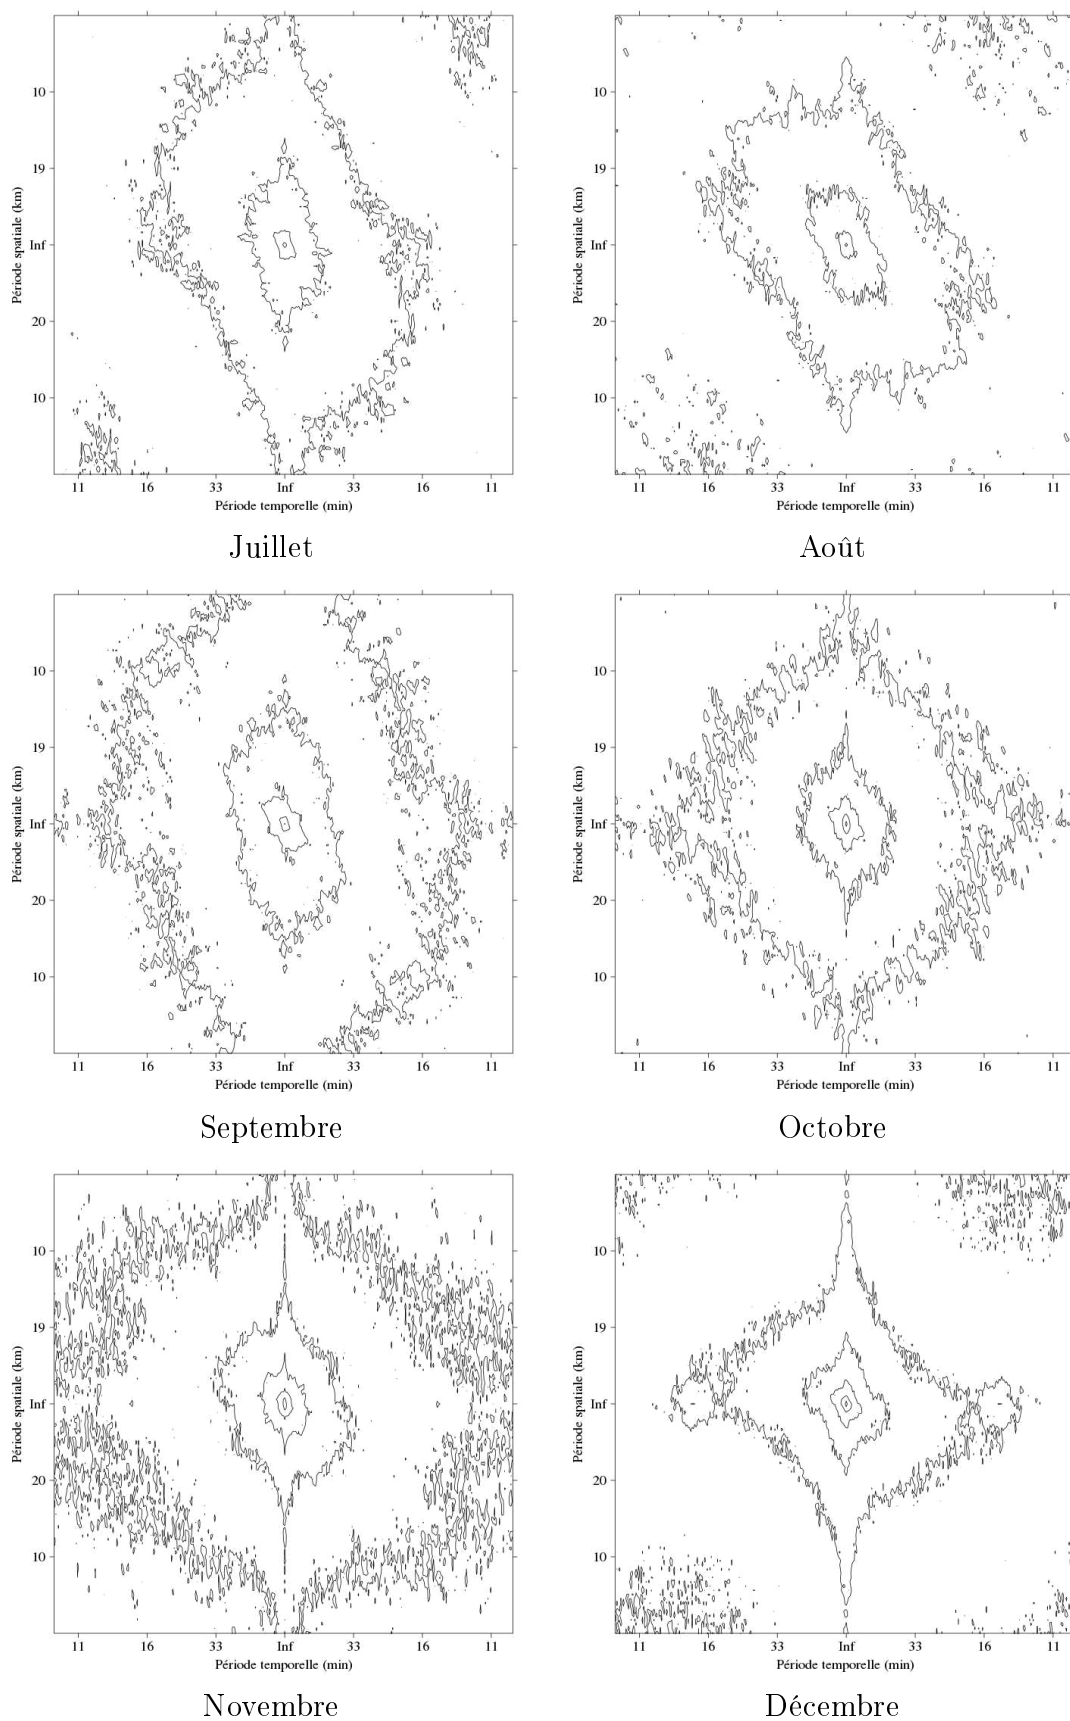 10
19
Inf
20
10
Période spatiale (km)
11 16 33 Inf 33 16 11
Période temporelle (min)
Juillet
10
19
Inf
20
10
Période spatiale (km)
11 16 33 Inf 33 16 11
Période temporelle (min)
Août
10
19
Inf
20
10
Période spatiale (km)
11 16 33 Inf 33 16 11
Période temporelle (min)
Septembre
10
19
Inf
20
10
Période spatiale (km)
11 16 33 Inf 33 16 11
Période temporelle (min)
Octobre
10
19
Inf
20
10
Période spatiale (km)
11 16 33 Inf 33 16 11
Période temporelle (min)
Novembre
10
19
Inf
20
10
Période spatiale (km)
11 16 33 Inf 33 16 11
Période temporelle (min)
Décembre